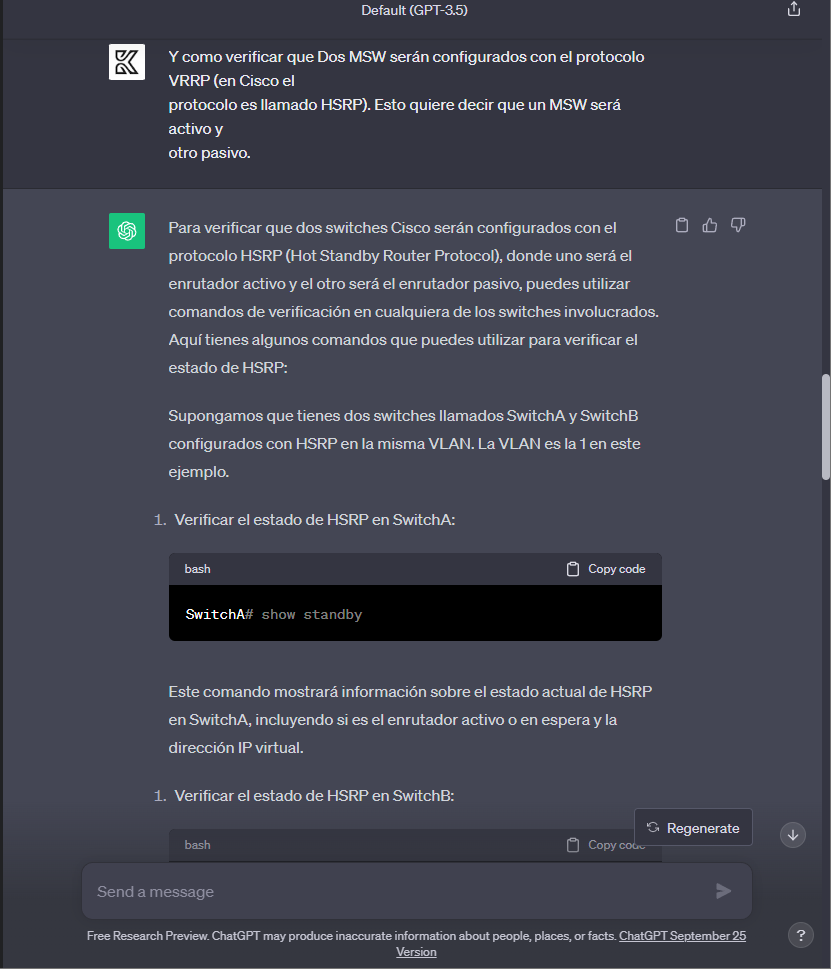 Default (GPT-3.5)
Y como verificar que Dos MSW serán configurados con el protocolo
VRRP (en Cisco el
protocolo es llamado HSRP). Esto quiere decir que un MSW será
activo y
otro pasivo.
Para verificar que dos switches Cisco serán configurados con el
protocolo HSRP (Hot Standby Router Protocol), donde uno será el
enrutador activo y el otro será el enrutador pasivo, puedes utilizar
comandos de verificación en cualquiera de los switches involucrados.
Aquí tienes algunos comandos que puedes utilizar para verificar el
estado de HSRP:
Supongamos que tienes dos switches llamados SwitchA y SwitchB
configurados con HSRP en la misma VLAN. La VLAN es la 1 en este
ejemplo.
1. Verificar el estado de HSRP en SwitchA:
bash Copy code
SwitchA# show standby
Este comando mostrará información sobre el estado actual de HSRP
en SwitchA, incluyendo si es el enrutador activo o en espera y la
dirección IP virtual.
1. Verificar el estado de HSRP en SwitchB:
Regenerate
bash Copy code
Send a message
Free Research Preview. ChatGPT may produce inaccurate information about people, places, or facts. ChatGPT September 25
Version
?